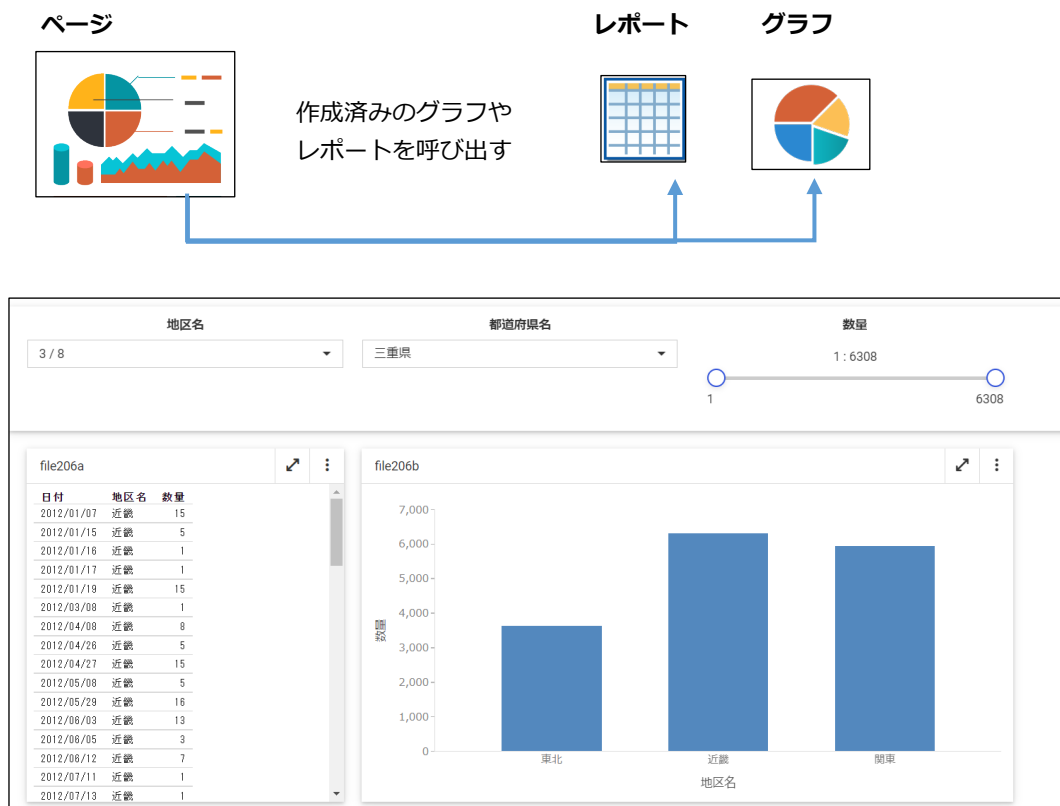 ページ
レポート グラフ
作成済みのグラフや
レポートを呼び出す
地区名 都道府県名 数量
3 / 8 三重県 1 : 6308
1 6308
file206a
日付 地区名 数量
2012/01/07 近畿 15
2012/01/15 近畿 5
2012/01/16 近畿 1
2012/01/17 近畿 1
2012/01/19 近畿 15
2012/03/08 近畿 1
2012/04/08 近畿 8
2012/04/26 近畿 5
2012/04/27 近畿 15
2012/05/08 近畿 5
2012/05/29 近畿 16
2012/06/03 近畿 13
2012/06/05 近畿 3
2012/06/12 近畿 7
2012/07/11 近畿 1
2012/07/13 近畿 1
file206b
7,000
6,000
5,000
4,000
3,000
2,000
1,000
0
数量
東北 近畿 関東
地区名